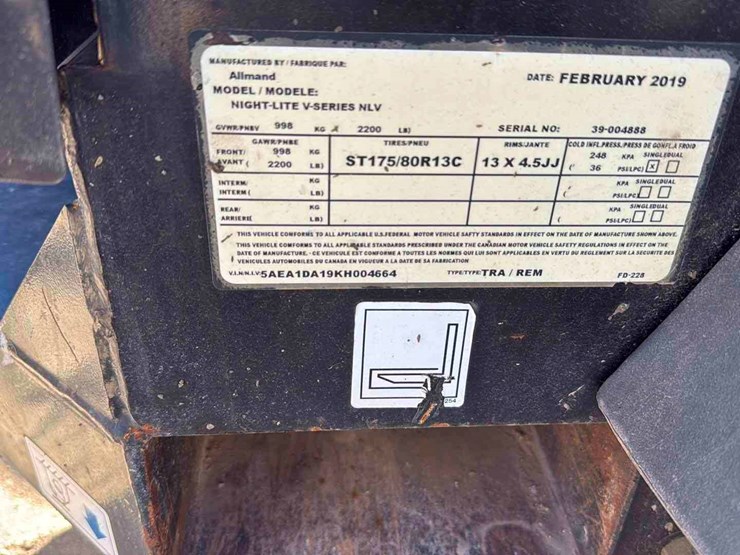 MANUFACTURED BY / FABRIQUE PAR:
Allmand
DATE: FEBRUARY 2019
MODEL / MODELE:
NIGHT-LITE V-SERIES NLV
GVWR/PNBV 998 KG 2200 LB) SERIAL NO: 39-004888
GAWR/PNBE TIRES/PNEU RIMS/JANTE COLD INFL.PRESS./PRESS DE GONFL.A FROID
FRONT/ 998 KG ST175/80R13C 13 X 4.5JJ 248 KPA SINGLE DUAL
AVANT ( 2200 LB) ( 36 PSI/LPC) X
INTERM/ KG KPA SINGLE DUAL
INTERM ( LB) ( PSI/LPC)
REAR/ KG KPA SINGLE DUAL
ARRIERE LB) ( PSI/LPC)
THIS VEHICLE CONFORMS TO ALL APPLICABLE U.S.FEDERAL MOTOR VEHICLE SAFTY STANDARDS IN EFFECT ON THE DATE OF MANUFACTURE SHOWN ABOVE.
THIS VEHICLE CONFORMS TO ALL APPLICABLE STANDARDS PRESCRIBED UNDER THE CANADIAN MOTOR VEHICLE SAFETY REGULATIONS IN EFFECT ON THE
DATE OF MANUFACTURE. - CE VEHICULE EST CONFORME A TOUTES LES NORMES QUI LUI SONT APPLICABLES EN VERTU DU REGLEMENT SUR LA SECURITE DES
VEHICULES AUTOMOBILES DU CANADA EN VIGUEUR A LA DATE DE SA FABRICATION
V.I.N/N.I.V: 5AEA1DA19KH004664 TYPE/TYPE: TRA / REM FD-228
254